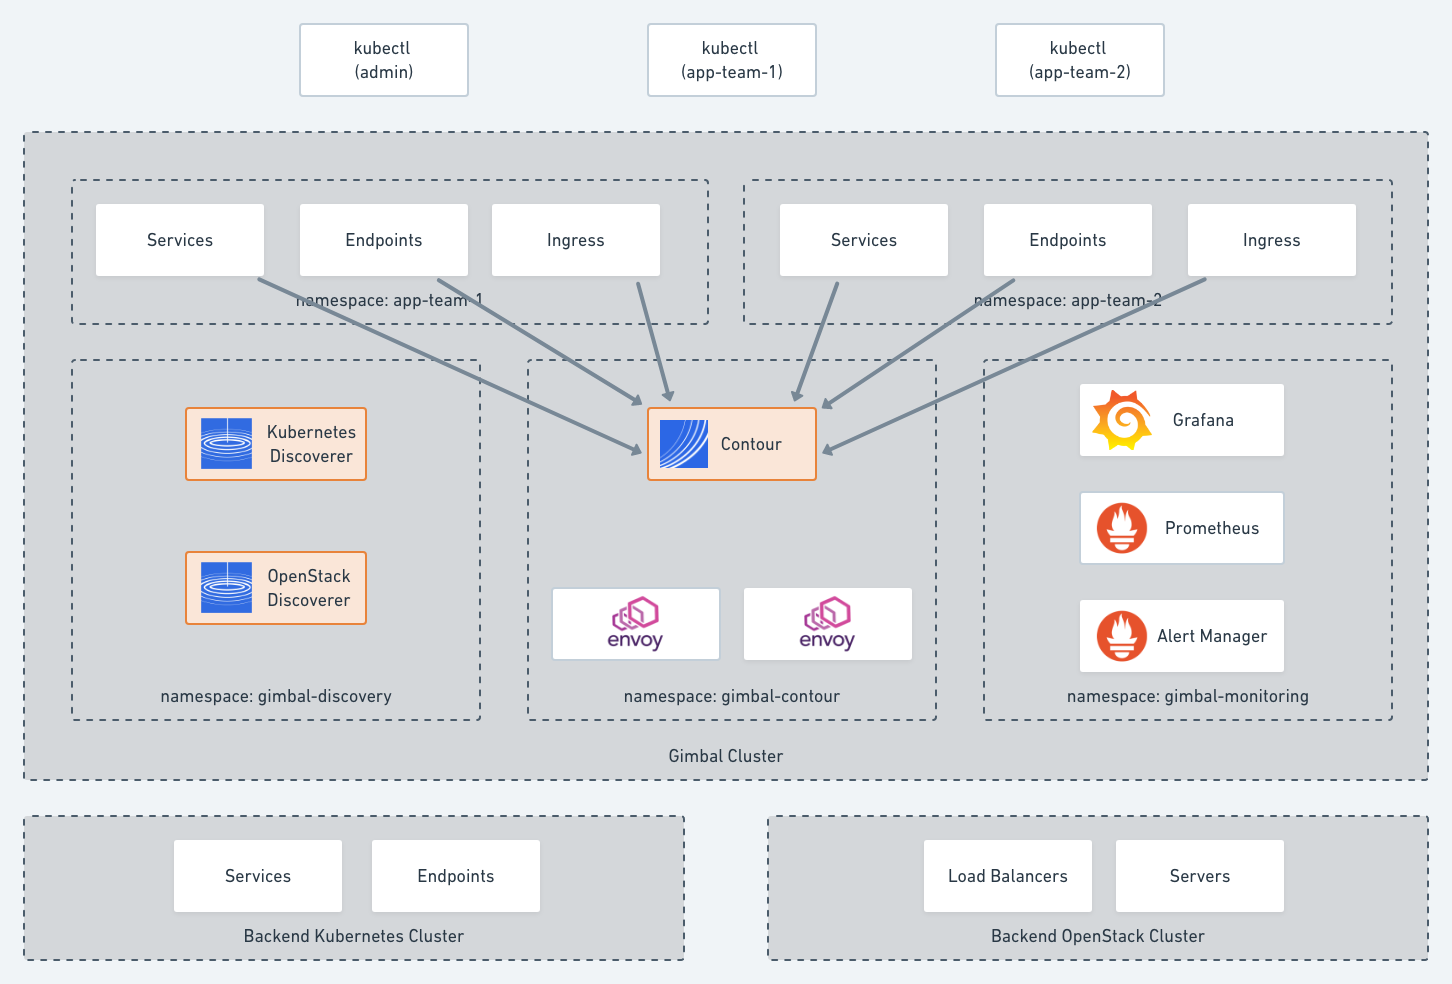 kubectl
(admin)
kubectl
(app-team-1)
kubectl
(app-team-2)
Services
Endpoints
Ingress
namespace: app-team-1
Services
Endpoints
Ingress
namespace: app-team-2
Kubernetes
Discoverer
OpenStack
Discoverer
namespace: gimbal-discovery
Contour
envoy
envoy
namespace: gimbal-contour
Grafana
Prometheus
Alert Manager
namespace: gimbal-monitoring
Gimbal Cluster
Services
Endpoints
Backend Kubernetes Cluster
Load Balancers
Servers
Backend OpenStack Cluster